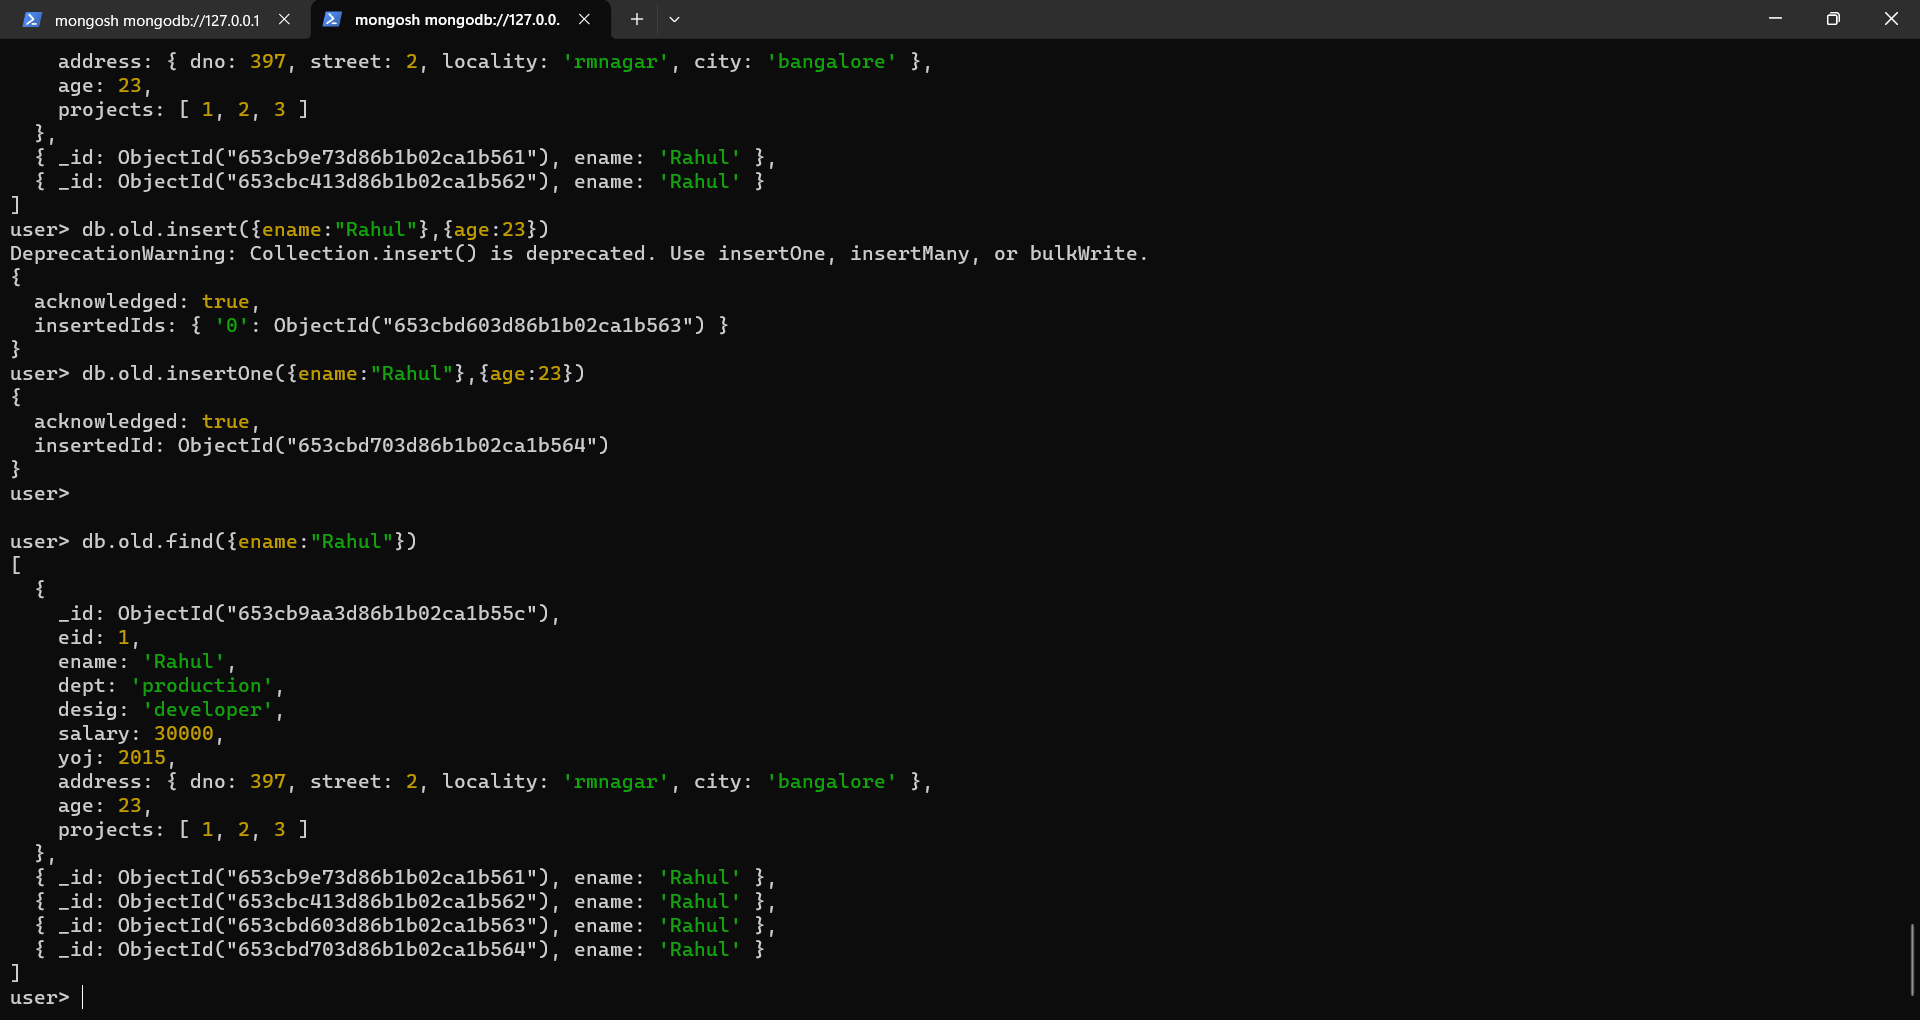 mongosh mongodb://127.0.0.1
mongosh mongodb://127.0.0.
    address: { dno: 397, street: 2, locality: 'rmnagar', city: 'bangalore' },
    age: 23,
    projects: [ 1, 2, 3 ]
  },
  { _id: ObjectId("653cb9e73d86b1b02ca1b561"), ename: 'Rahul' },
  { _id: ObjectId("653cbc413d86b1b02ca1b562"), ename: 'Rahul' }
]
user> db.old.insert({ename:"Rahul"},{age:23})
DeprecationWarning: Collection.insert() is deprecated. Use insertOne, insertMany, or bulkWrite.
{
  acknowledged: true,
  insertedIds: { '0': ObjectId("653cbd603d86b1b02ca1b563") }
}
user> db.old.insertOne({ename:"Rahul"},{age:23})
{
  acknowledged: true,
  insertedId: ObjectId("653cbd703d86b1b02ca1b564")
}
user>
user> db.old.find({ename:"Rahul"})
[
  {
    _id: ObjectId("653cb9aa3d86b1b02ca1b55c"),
    eid: 1,
    ename: 'Rahul',
    dept: 'production',
    desig: 'developer',
    salary: 30000,
    yoj: 2015,
    address: { dno: 397, street: 2, locality: 'rmnagar', city: 'bangalore' },
    age: 23,
    projects: [ 1, 2, 3 ]
  },
  { _id: ObjectId("653cb9e73d86b1b02ca1b561"), ename: 'Rahul' },
  { _id: ObjectId("653cbc413d86b1b02ca1b562"), ename: 'Rahul' },
  { _id: ObjectId("653cbd603d86b1b02ca1b563"), ename: 'Rahul' },
  { _id: ObjectId("653cbd703d86b1b02ca1b564"), ename: 'Rahul' }
]
user>